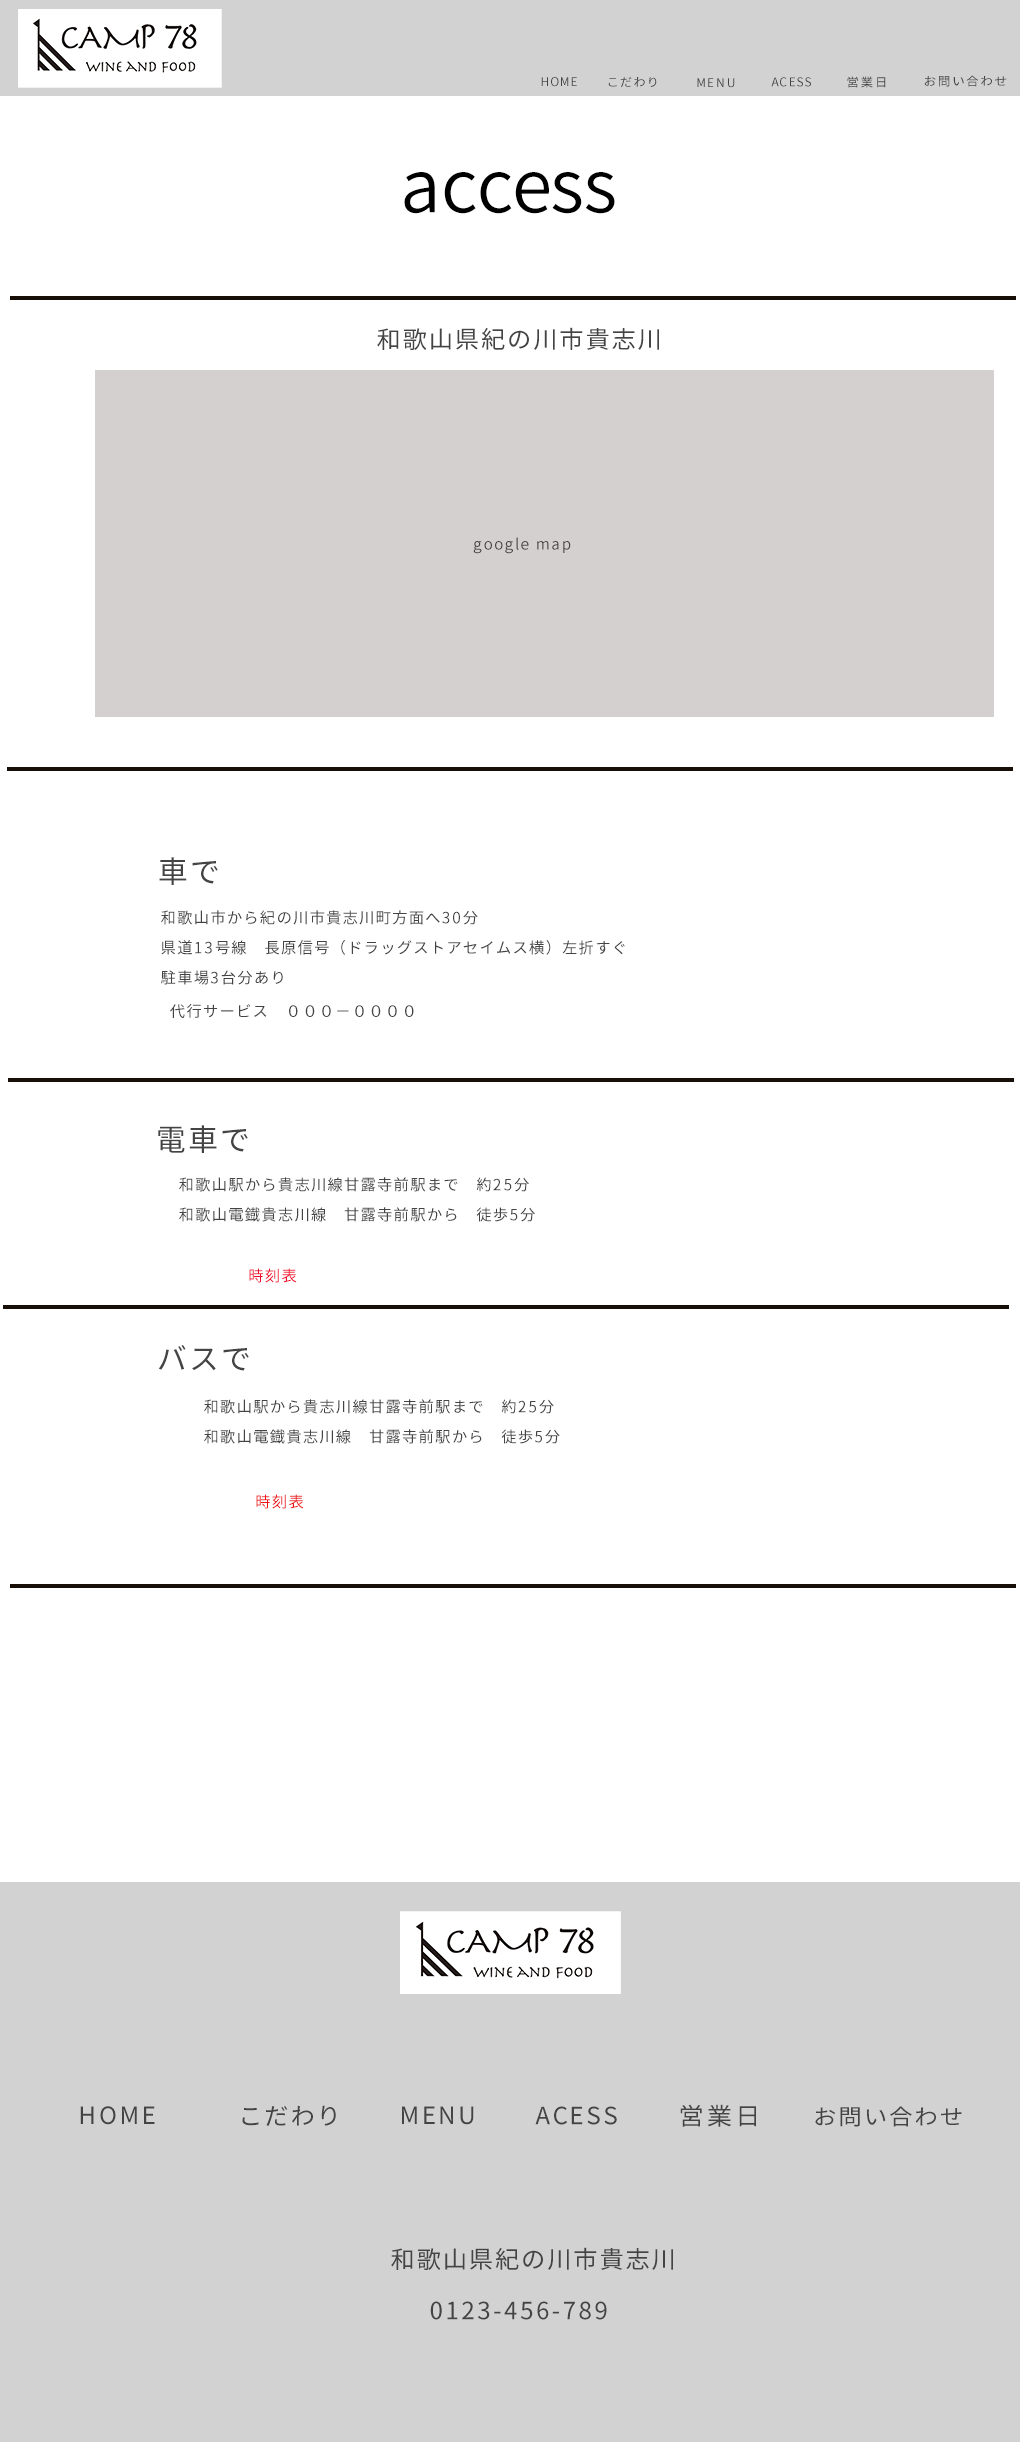 CAMP 78
WINE AND FOOD
HOME こだわり MENU ACESS 営業日 お問い合わせ
access
和歌山県紀の川市貴志川
google map
車で
和歌山市から紀の川市貴志川町方面へ30分
県道13号線　長原信号（ドラッグストアセイムス横）左折すぐ
駐車場3台分あり
代行サービス　０００－００００
電車で
和歌山駅から貴志川線甘露寺前駅まで　約25分
和歌山電鐵貴志川線　甘露寺前駅から　徒歩5分
時刻表
バスで
和歌山駅から貴志川線甘露寺前駅まで　約25分
和歌山電鐵貴志川線　甘露寺前駅から　徒歩5分
時刻表
CAMP 78
WINE AND FOOD
HOME こだわり MENU ACESS 営業日 お問い合わせ
和歌山県紀の川市貴志川
0123-456-789